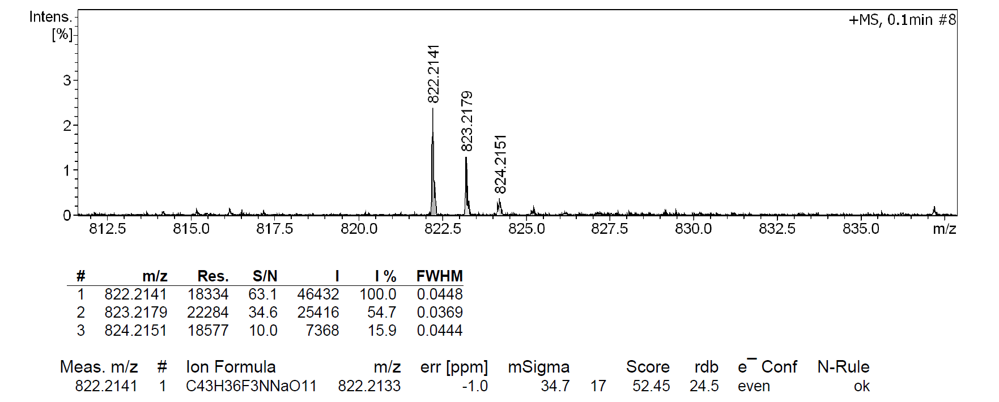 Intens.
[%]
+MS, 0.1min #8
822.2141
823.2179
824.2151
3
2
1
0
812.5 815.0 817.5 820.0 822.5 825.0 827.5 830.0 832.5 835.0 m/z
# m/z Res. S/N I I % FWHM
1 822.2141 18334 63.1 46432 100.0 0.0448
2 823.2179 22284 34.6 25416 54.7 0.0369
3 824.2151 18577 10.0 7368 15.9 0.0444
Meas. m/z # Ion Formula m/z err [ppm] mSigma Score rdb e¯ Conf N-Rule
822.2141 1 C43H36F3NNaO11 822.2133 -1.0 34.7 17 52.45 24.5 even ok